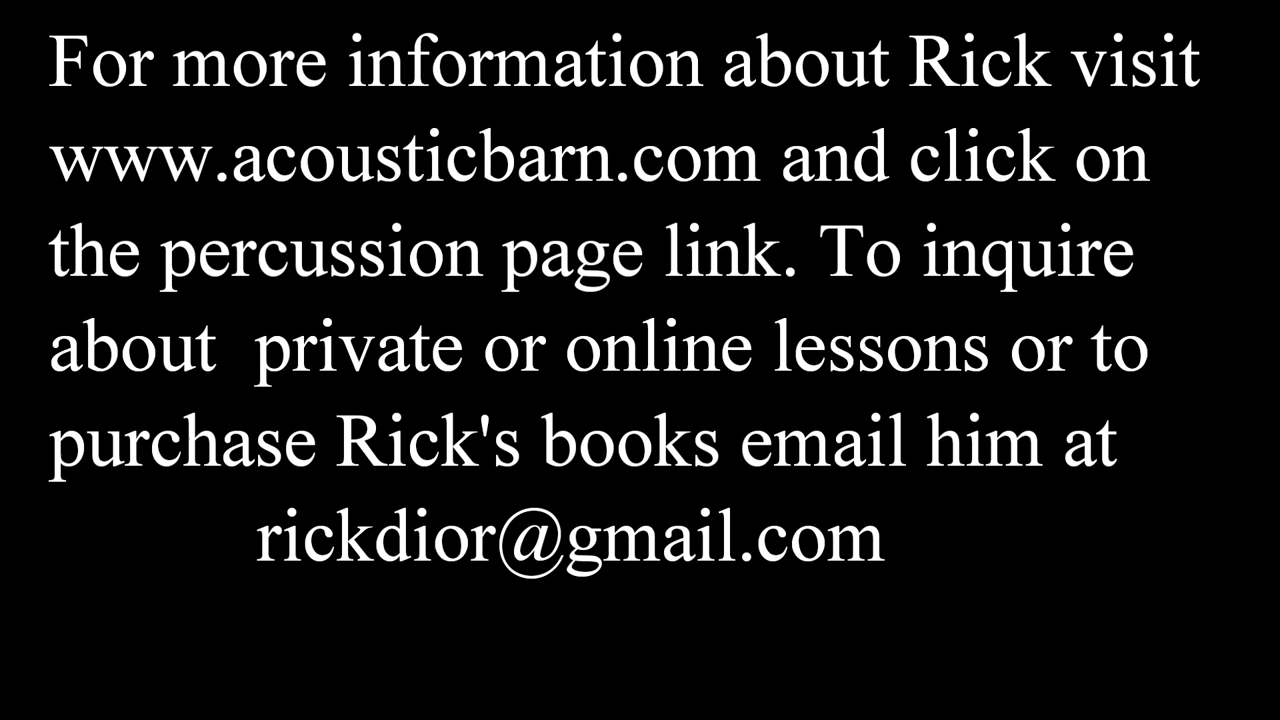 For more information about Rick visit
www.acousticbarn.com and click on
the percussion page link. To inquire
about  private or online lessons or to
purchase Rick's books email him at
rickdior@gmail.com